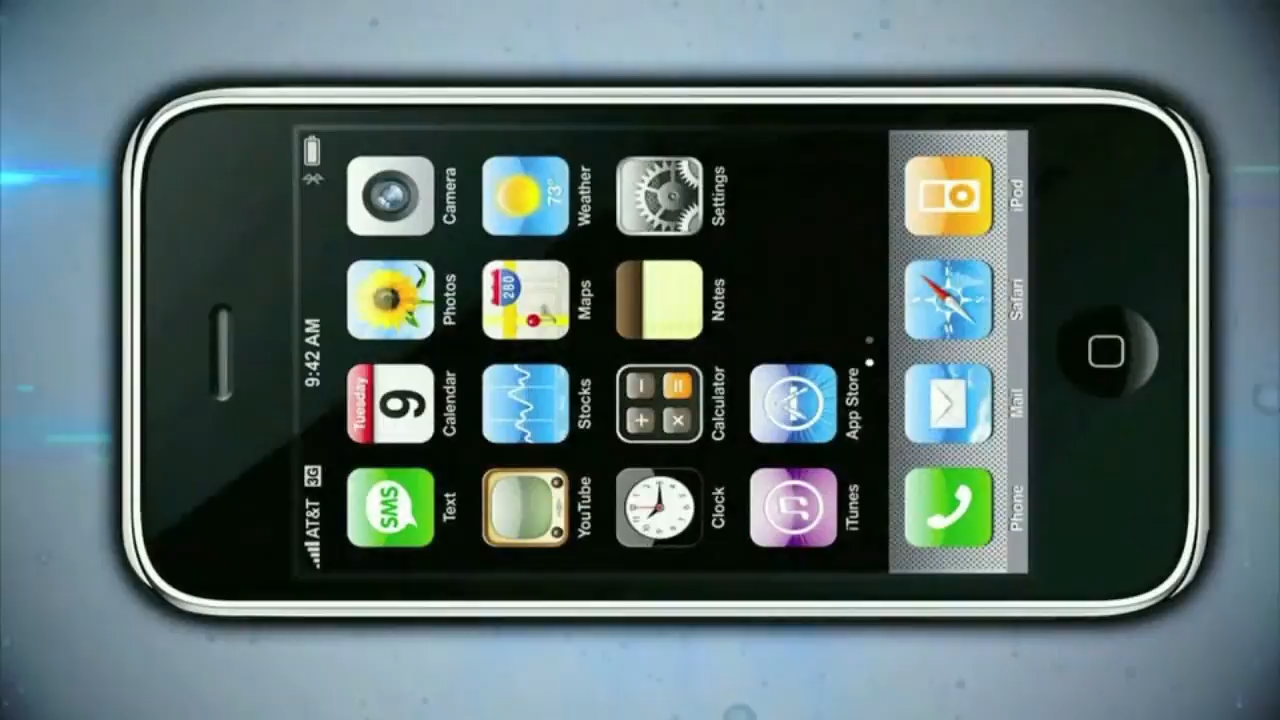 AT&T 3G 9:42 AM
SMS Tuesday 9
Text Calendar Photos Camera
280 73°
YouTube Stocks Maps Weather
+ − × =
Clock Calculator Notes Settings
iTunes App Store
Phone Mail Safari iPod